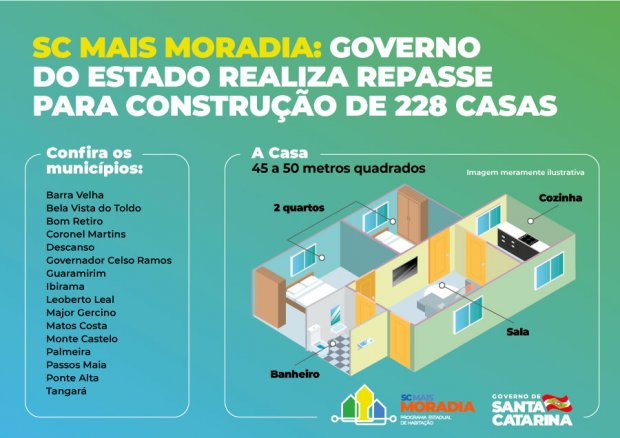 SC MAIS MORADIA: GOVERNO
DO ESTADO REALIZA REPASSE
PARA CONSTRUÇÃO DE 228 CASAS
Confira os
municípios:
Barra Velha
Bela Vista do Toldo
Bom Retiro
Coronel Martins
Descanso
Governador Celso Ramos
Guaramirim
Ibirama
Leoberto Leal
Major Gercino
Matos Costa
Monte Castelo
Palmeira
Passos Maia
Ponte Alta
Tangará
A Casa
45 a 50 metros quadrados
Imagem meramente ilustrativa
2 quartos
Cozinha
Sala
Banheiro
SC MAIS
MORADIA
PROGRAMA ESTADUAL
DE HABITAÇÃO
GOVERNO DE
SANTA
CATARINA